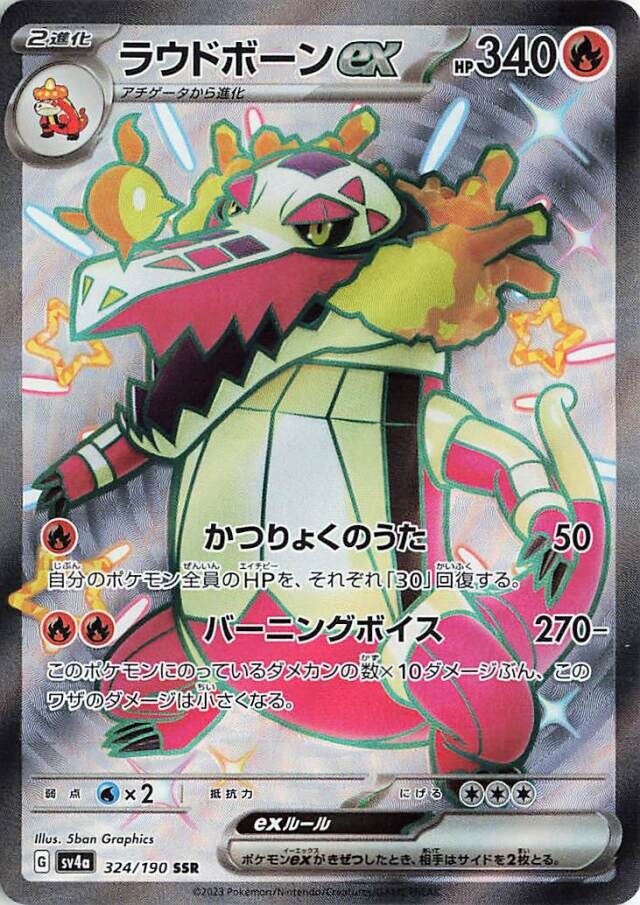 2進化
ラウドボーンex
HP340
アチゲータから進化
かつりょくのうた 50
自分のポケモン全員のHPを、それぞれ「30」回復する。
バーニングボイス 270-
このポケモンにのっているダメカンの数×10ダメージぶん、この
ワザのダメージは小さくなる。
弱点 ×2 抵抗力 にげる
exルール
ポケモンexがきぜつしたとき、相手はサイドを2枚とる。
Illus. 5ban Graphics
G sv4a 324/190 SSR
©2023 Pokémon/Nintendo/Creatures/GAME FREAK